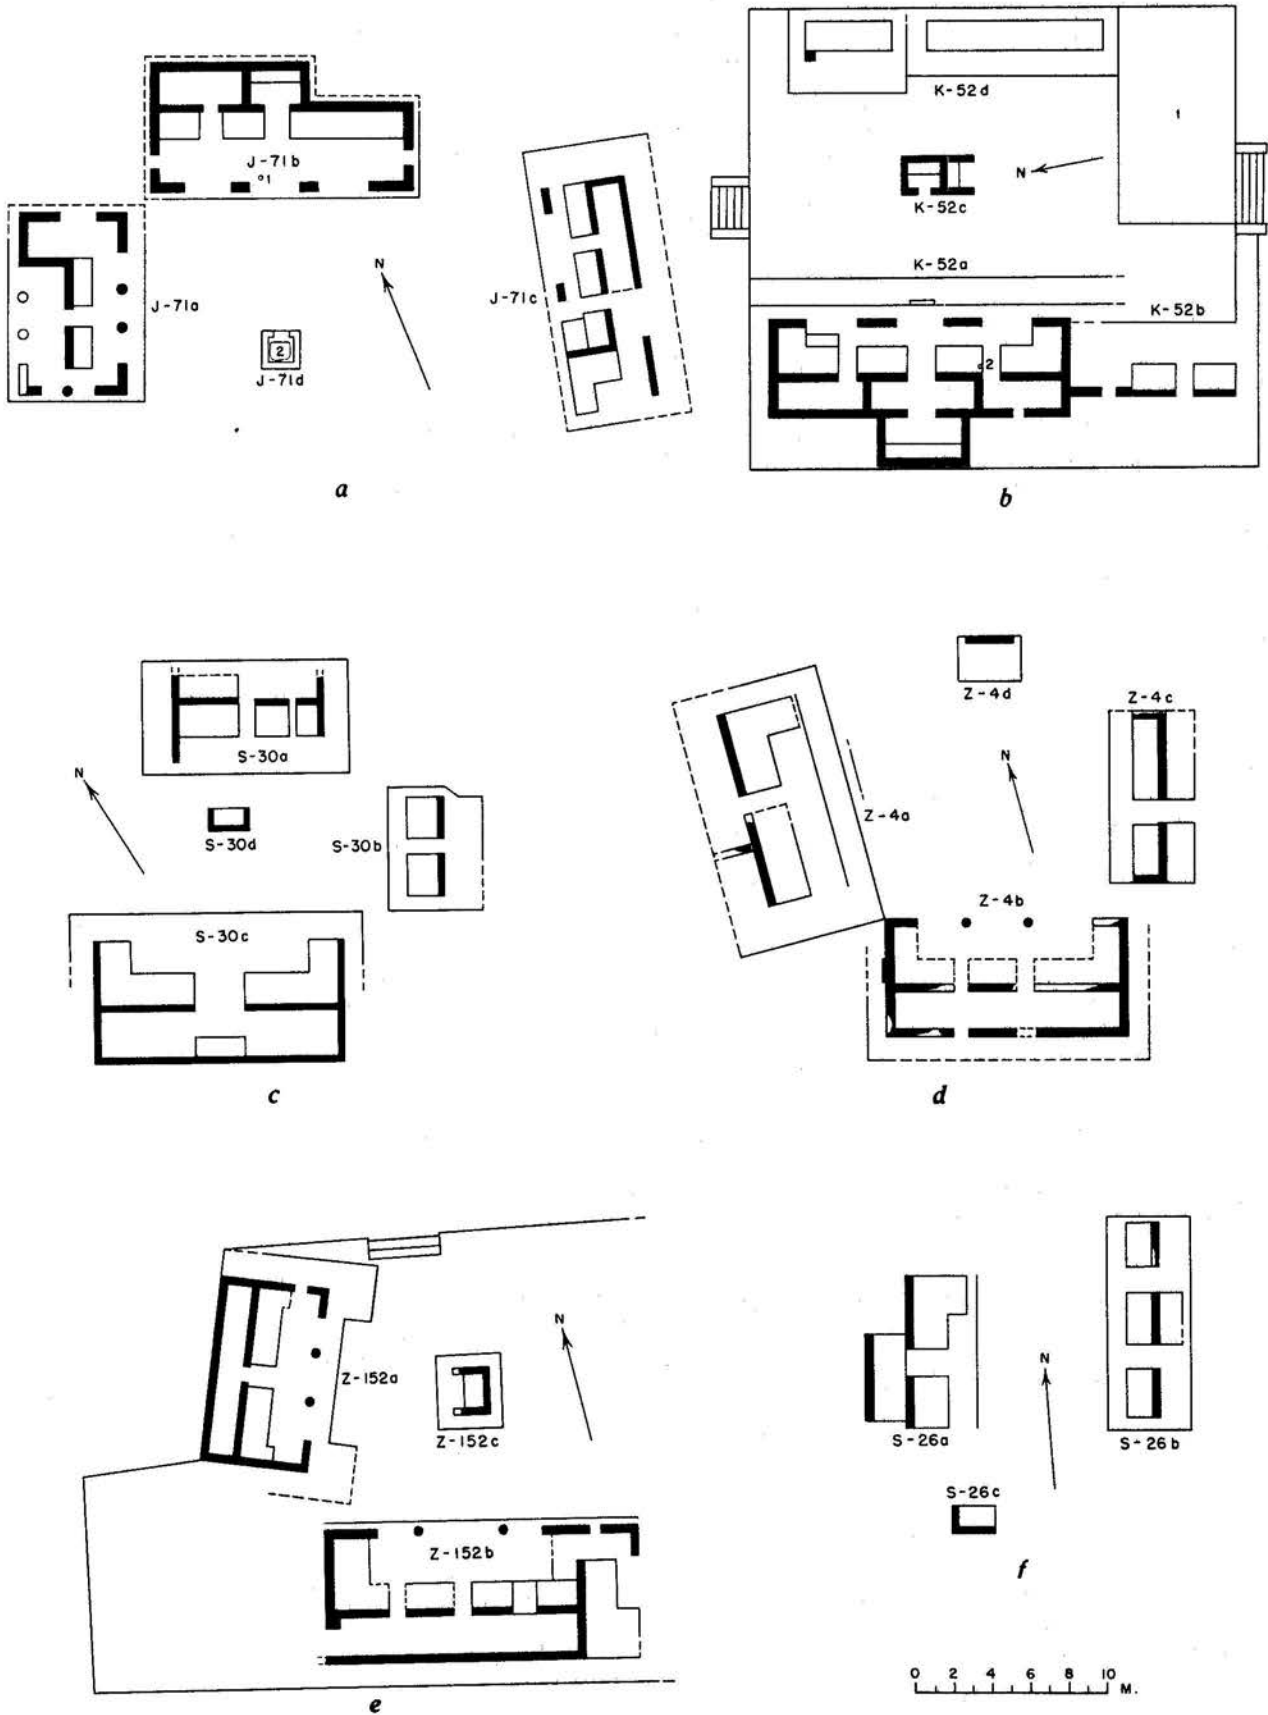 J-71b
°1
J-71a
N
2
J-71d
J-71c
a
K-52d
1
N
K-52c
K-52a
K-52b
2
b
S-30a
N
S-30d
S-30b
S-30c
c
Z-4d
Z-4c
N
Z-4a
Z-4b
d
N
Z-152a
Z-152c
Z-152b
e
N
S-26a
S-26b
S-26c
f
0 2 4 6 8 10
M.